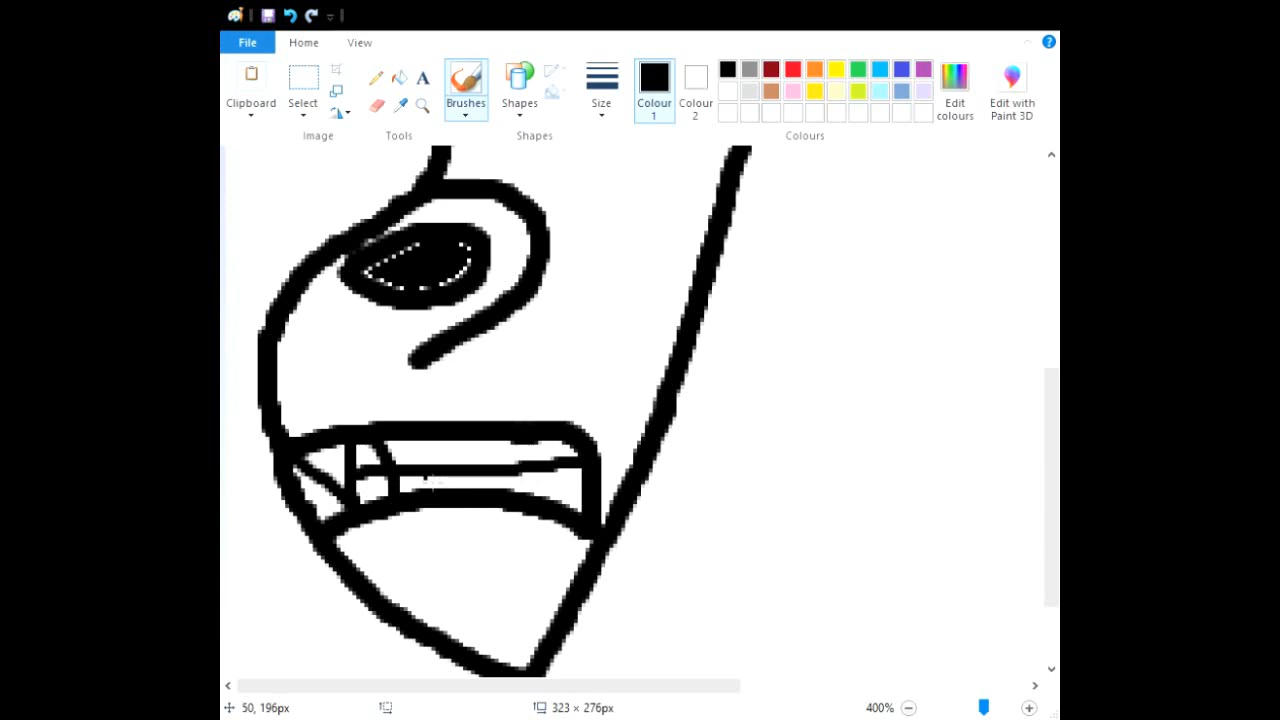 File Home View
Clipboard Select Brushes Shapes Size Colour 1 Colour 2 Edit colours Edit with Paint 3D
A
Image Tools Shapes Colours
50, 196px 323 × 276px 400%